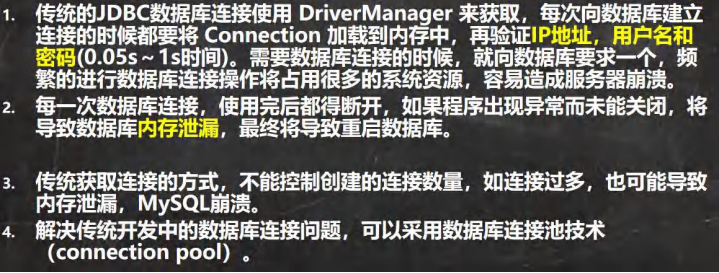 1. 传统的JDBC数据库连接使用 DriverManager 来获取，每次向数据库建立
连接的时候都要将 Connection 加载到内存中，再验证IP地址，用户名和
密码(0.05s～1s时间)。需要数据库连接的时候，就向数据库要求一个，频
繁的进行数据库连接操作将占用很多的系统资源，容易造成服务器崩溃。
2. 每一次数据库连接，使用完后都得断开，如果程序出现异常而未能关闭，将
导致数据库内存泄漏，最终将导致重启数据库。
3. 传统获取连接的方式，不能控制创建的连接数量，如连接过多，也可能导致
内存泄漏，MySQL崩溃。
4. 解决传统开发中的数据库连接问题，可以采用数据库连接池技术
（connection pool）。